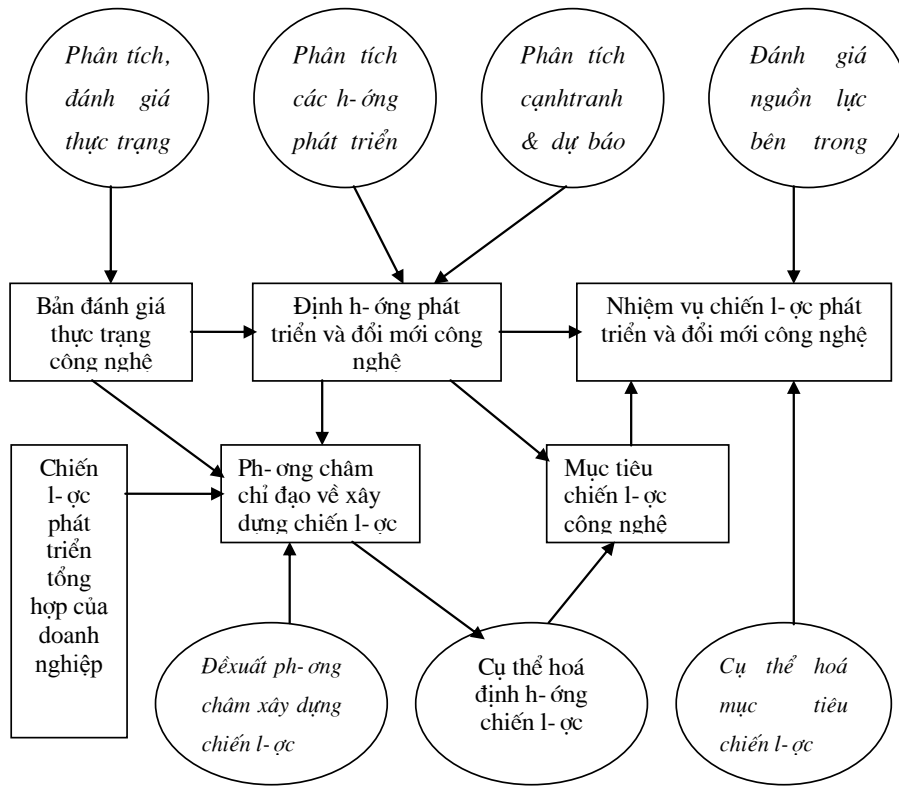 Phân tích,
đánh giá
thực trạng
Phân tích
các h- ớng
phát triển
Phân tích
cạnhtranh
& dự báo
Đánh giá
nguồn lực
bên trong
Bản đánh giá
thực trạng
công nghệ
Định h- ớng phát
triển và đổi mới công
nghệ
Nhiệm vụ chiến l- ợc phát
triển và đổi mới công nghệ
Chiến
l- ợc
phát
triển
tổng
hợp của
doanh
nghiệp
Ph- ơng châm
chỉ đạo về xây
dựng chiến l- ợc
Mục tiêu
chiến l- ợc
công nghệ
Đềxuất ph- ơng
châm xây dựng
chiến l- ợc
Cụ thể hoá
định h- ớng
chiến l- ợc
Cụ thể hoá
mục tiêu
chiến l- ợc